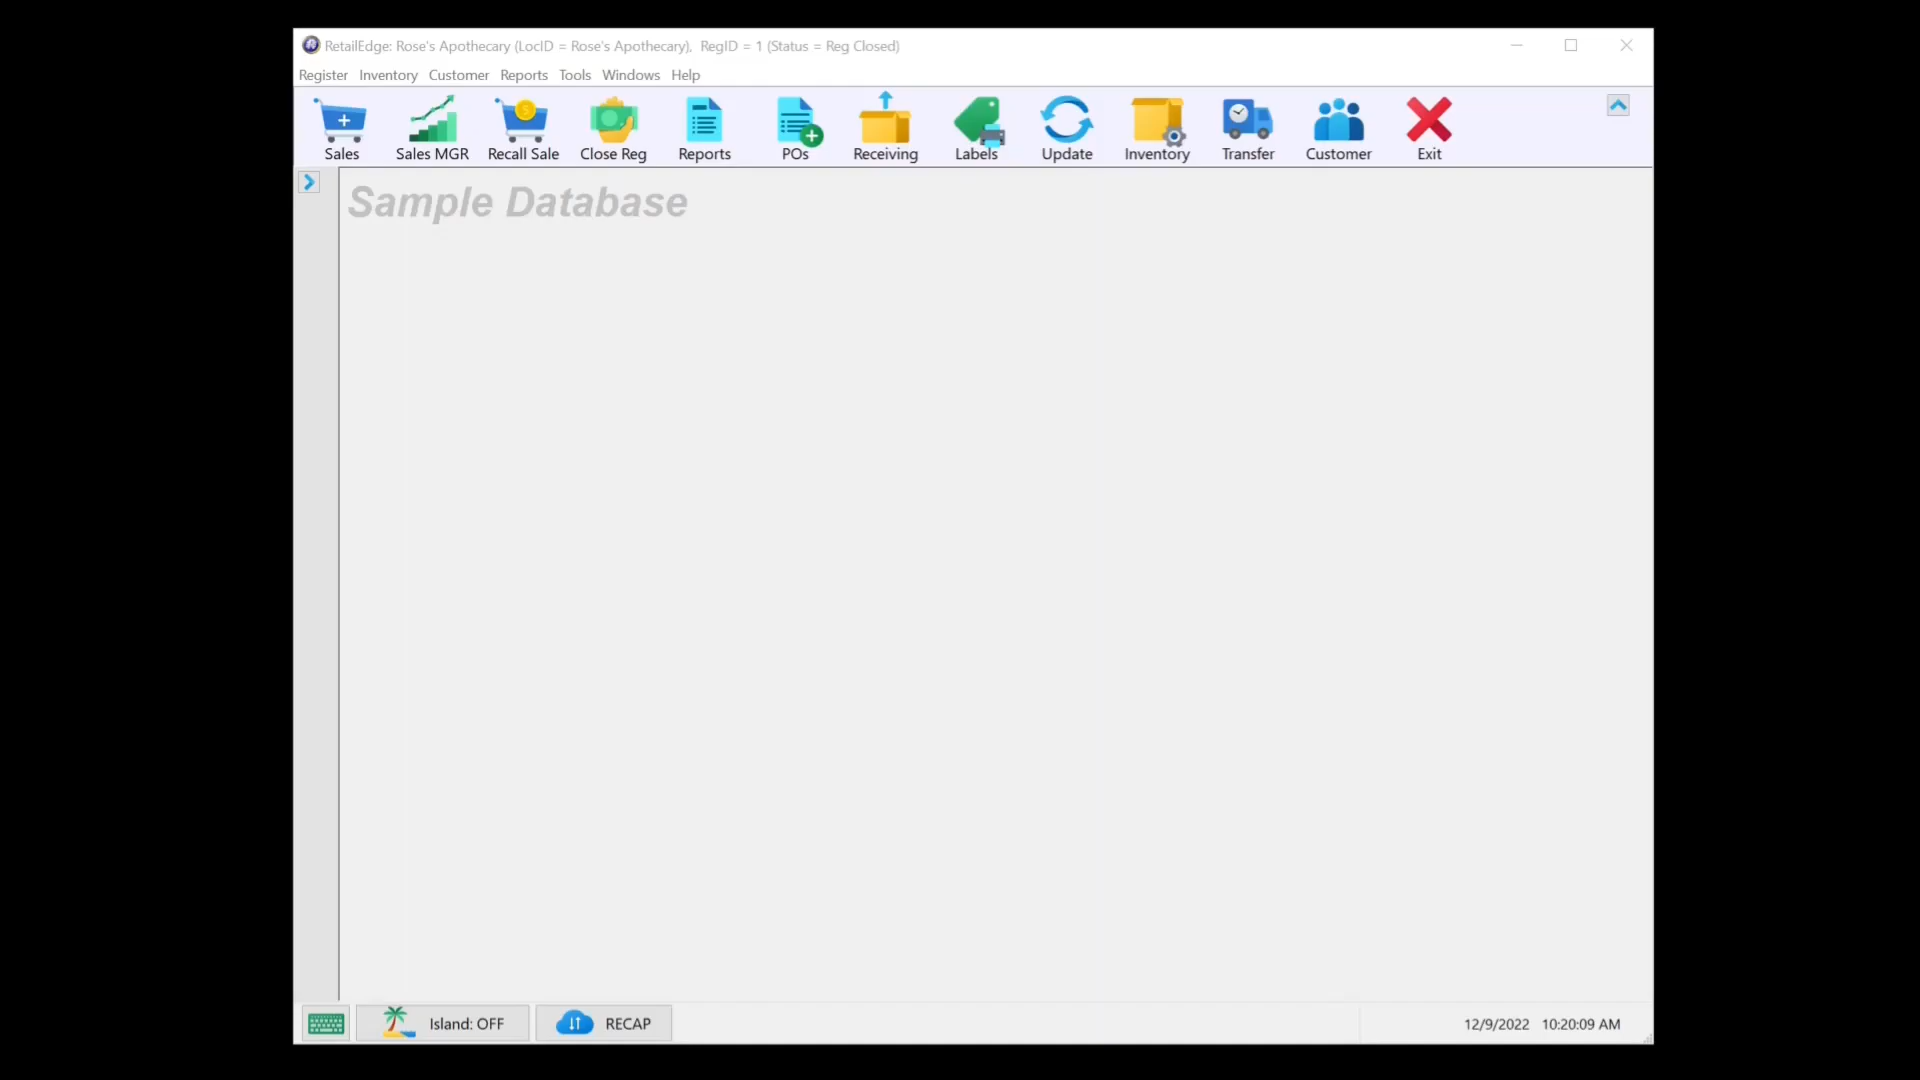 RetailEdge: Rose's Apothecary (LocID = Rose's Apothecary),  RegID = 1 (Status = Reg Closed)
Register Inventory Customer Reports Tools Windows Help
Sales Sales MGR Recall Sale Close Reg Reports POs Receiving Labels Update Inventory Transfer Customer Exit
Sample Database
Island: OFF RECAP 12/9/2022 10:20:09 AM